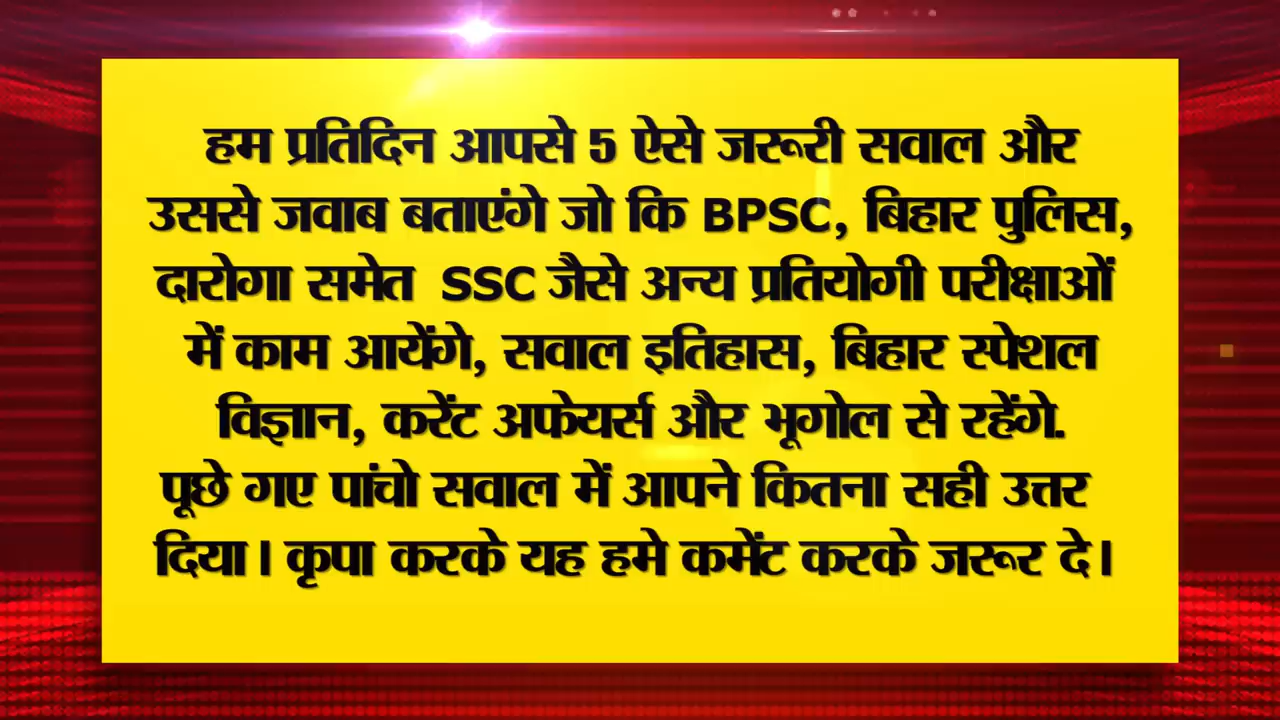 हम प्रतिदिन आपसे 5 ऐसे जरूरी सवाल और
उससे जवाब बताएंगे जो कि BPSC, बिहार पुलिस,
दारोगा समेत SSC जैसे अन्य प्रतियोगी परीक्षाओं
में काम आयेंगे, सवाल इतिहास, बिहार स्पेशल
विज्ञान, करेंट अफेयर्स और भूगोल से रहेंगे.
पूछे गए पांचो सवाल में आपने कितना सही उत्तर
दिया। कृपा करके यह हमे कमेंट करके जरूर दे।